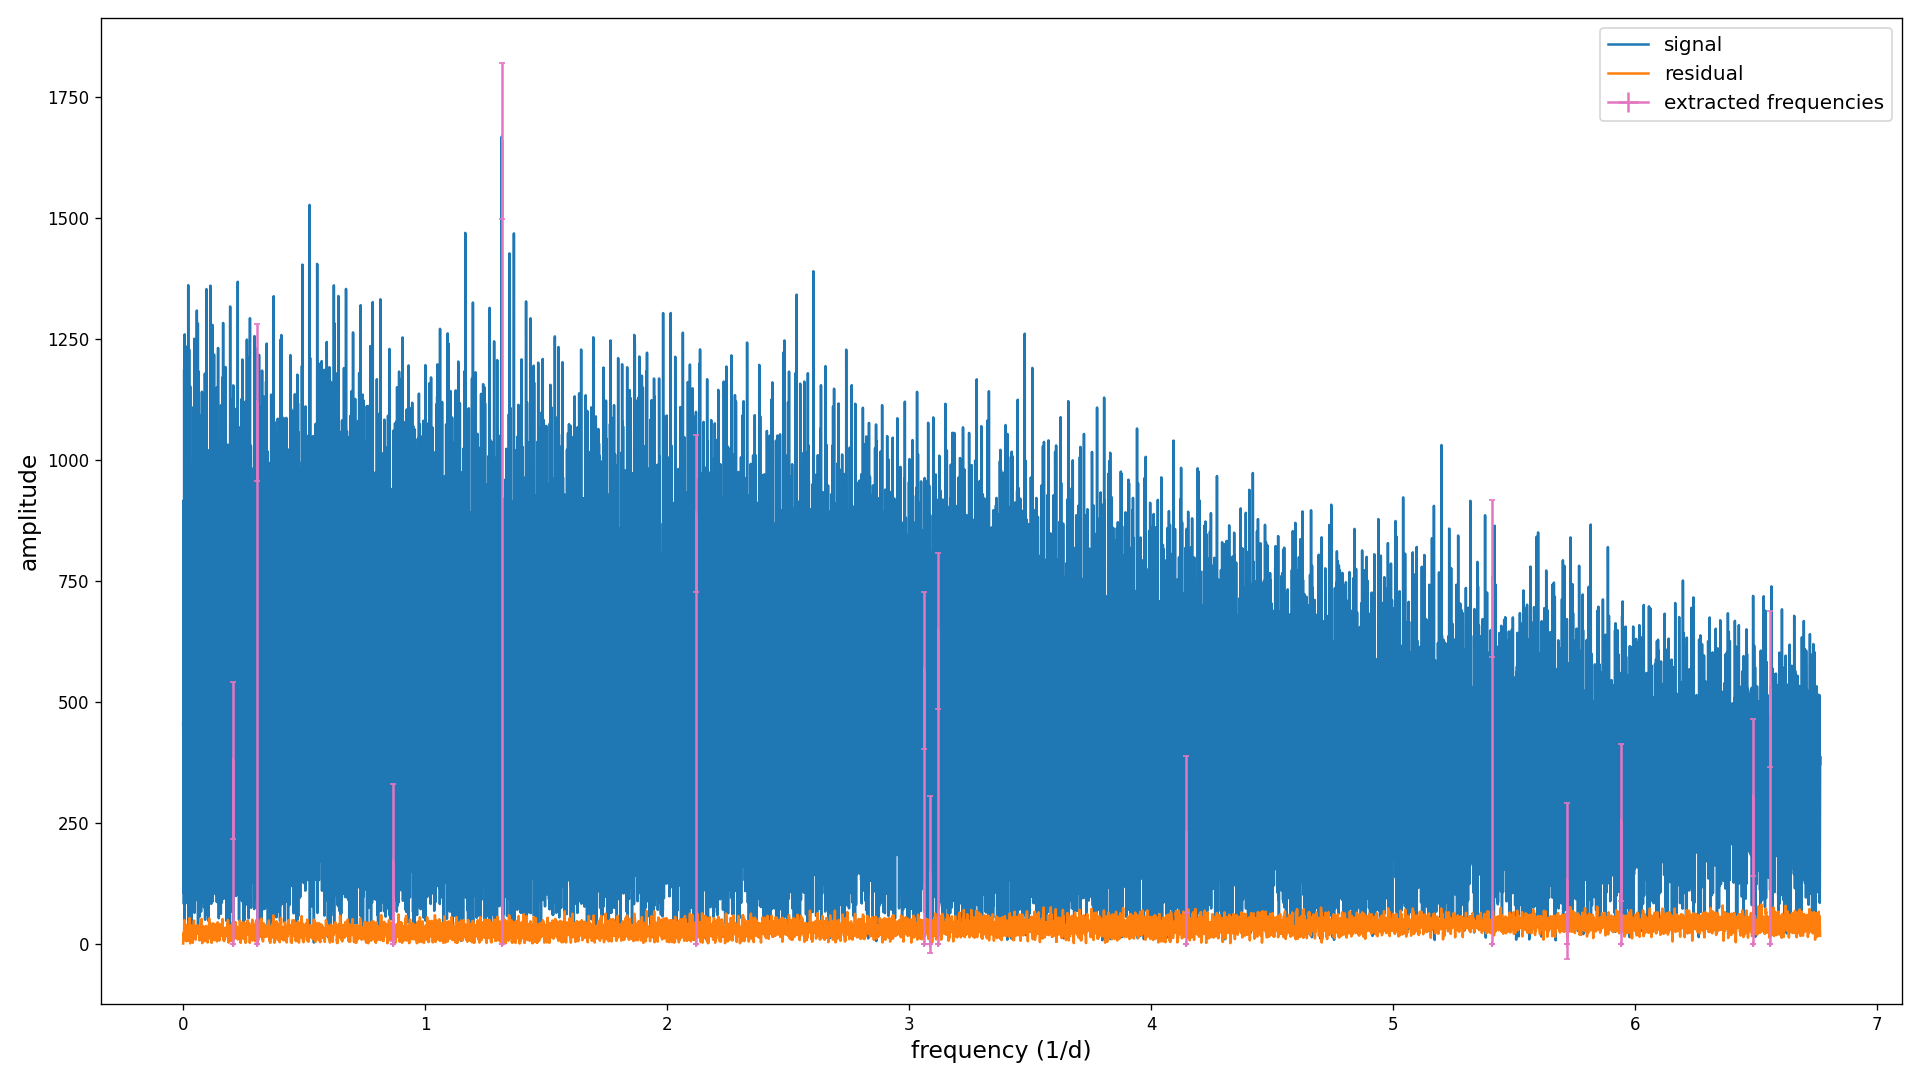 signal
residual
extracted frequencies
1750
1500
1250
1000
750
500
250
0
amplitude
0 1 2 3 4 5 6 7
frequency (1/d)